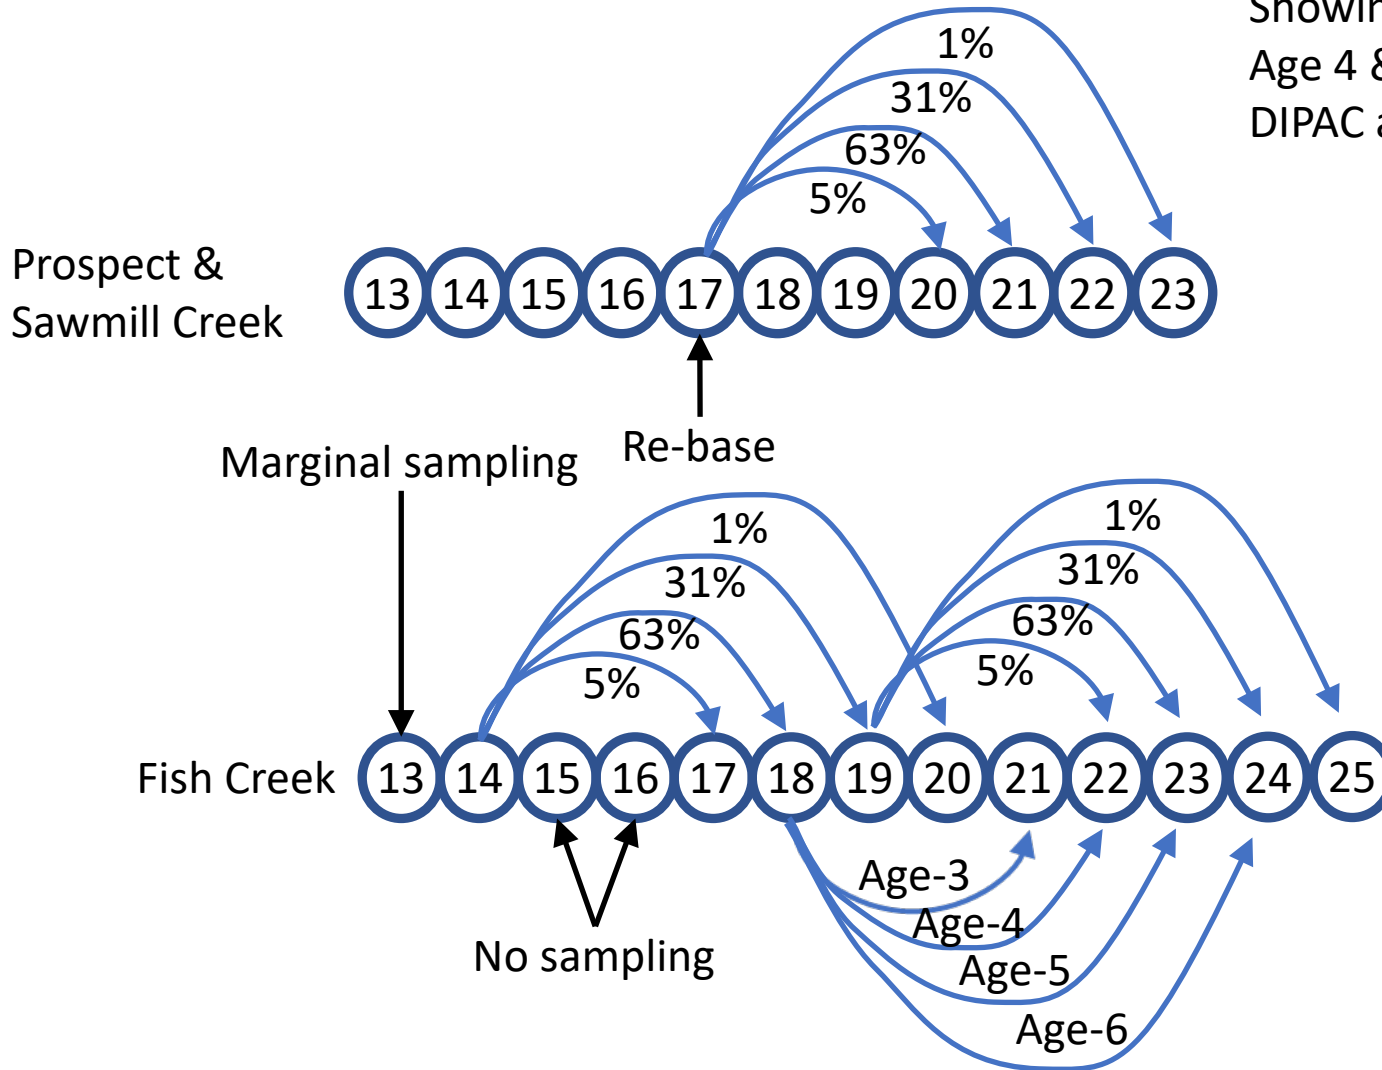 Showin
Age 4 &
DIPAC a
1%
31%
63%
5%
Prospect &
Sawmill Creek
13 14 15 16 17 18 19 20 21 22 23
Re-base
Marginal sampling
1%
31%
63%
5%
1%
31%
63%
5%
Fish Creek
13 14 15 16 17 18 19 20 21 22 23 24 25
Age-3
Age-4
Age-5
Age-6
No sampling